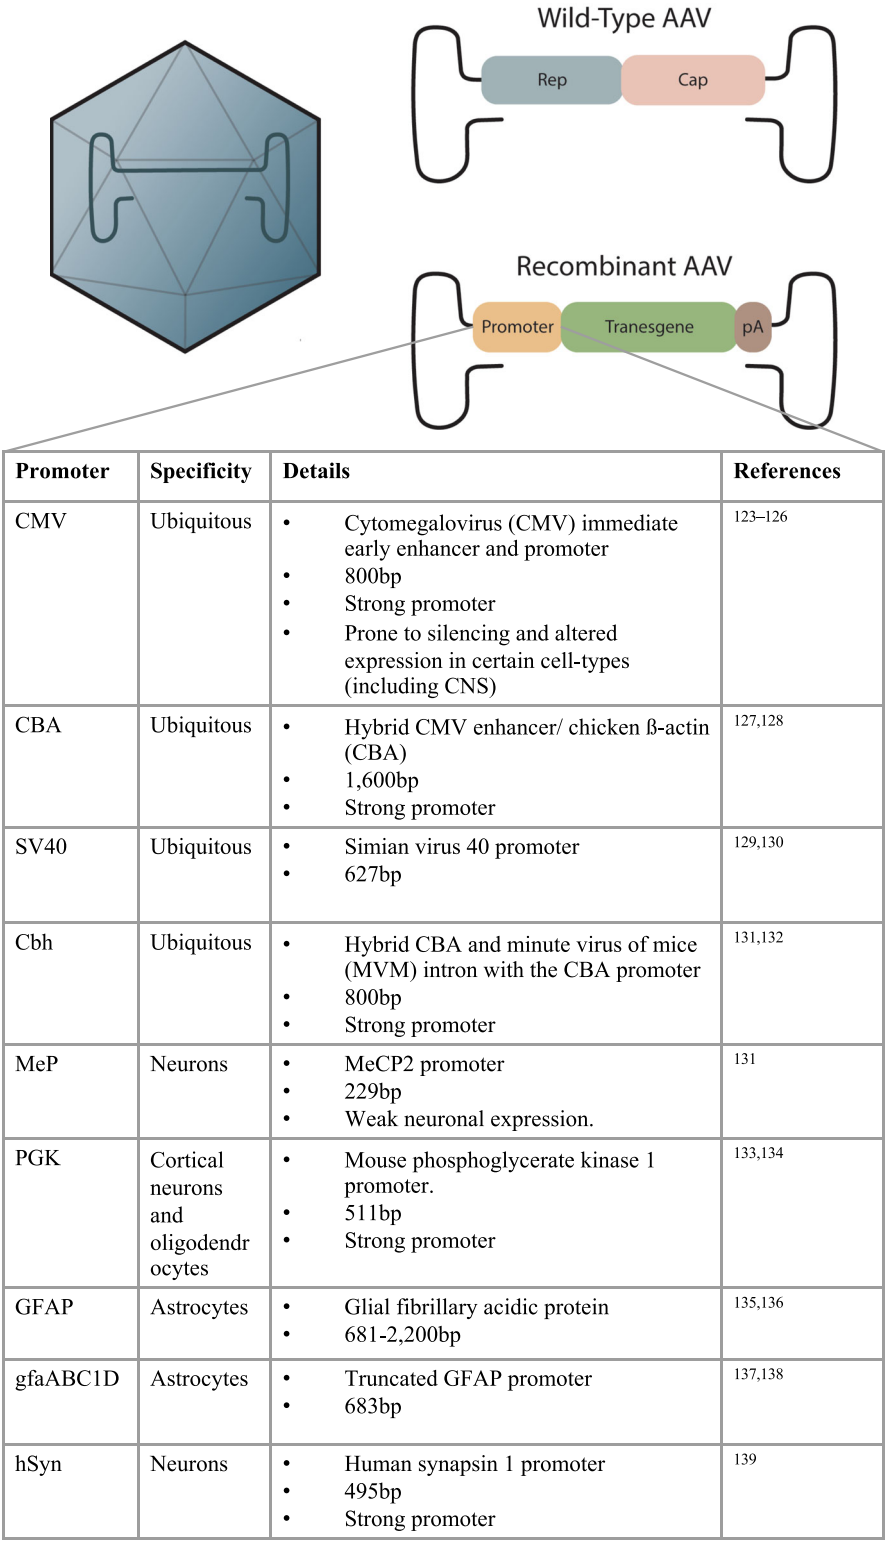 Wild-Type AAV
Rep
Cap
Recombinant AAV
Promoter
Tranesgene
pA
Promoter
Specificity
Details
References
CMV
Ubiquitous
• Cytomegalovirus (CMV) immediate
early enhancer and promoter
• 800bp
• Strong promoter
• Prone to silencing and altered
expression in certain cell-types
(including CNS)
123–126
CBA
Ubiquitous
• Hybrid CMV enhancer/ chicken ß-actin
(CBA)
• 1,600bp
• Strong promoter
127,128
SV40
Ubiquitous
• Simian virus 40 promoter
• 627bp
129,130
Cbh
Ubiquitous
• Hybrid CBA and minute virus of mice
(MVM) intron with the CBA promoter
• 800bp
• Strong promoter
131,132
MeP
Neurons
• MeCP2 promoter
• 229bp
• Weak neuronal expression.
131
PGK
Cortical
neurons
and
oligodendr
ocytes
• Mouse phosphoglycerate kinase 1
promoter.
• 511bp
• Strong promoter
133,134
GFAP
Astrocytes
• Glial fibrillary acidic protein
• 681-2,200bp
135,136
gfaABC1D
Astrocytes
• Truncated GFAP promoter
• 683bp
137,138
hSyn
Neurons
• Human synapsin 1 promoter
• 495bp
• Strong promoter
139